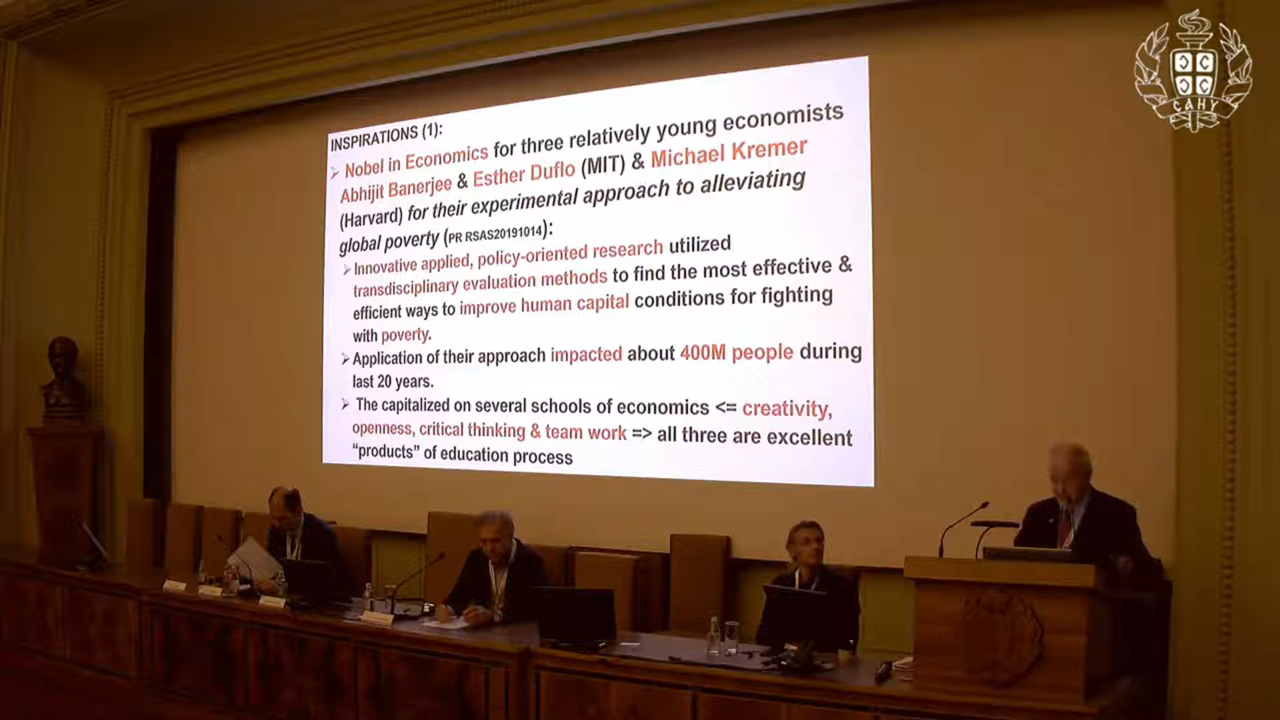 INSPIRATIONS (1):
➢ Nobel in Economics for three relatively young economists
Abhijit Banerjee & Esther Duflo (MIT) & Michael Kremer
(Harvard) for their experimental approach to alleviating
global poverty (PR RSAS20191014):
➢Innovative applied, policy-oriented research utilized
transdisciplinary evaluation methods to find the most effective &
efficient ways to improve human capital conditions for fighting
with poverty.
➢Application of their approach impacted about 400M people during
last 20 years.
➢ The capitalized on several schools of economics <= creativity,
openness, critical thinking & team work => all three are excellent
“products” of education process
САНУ